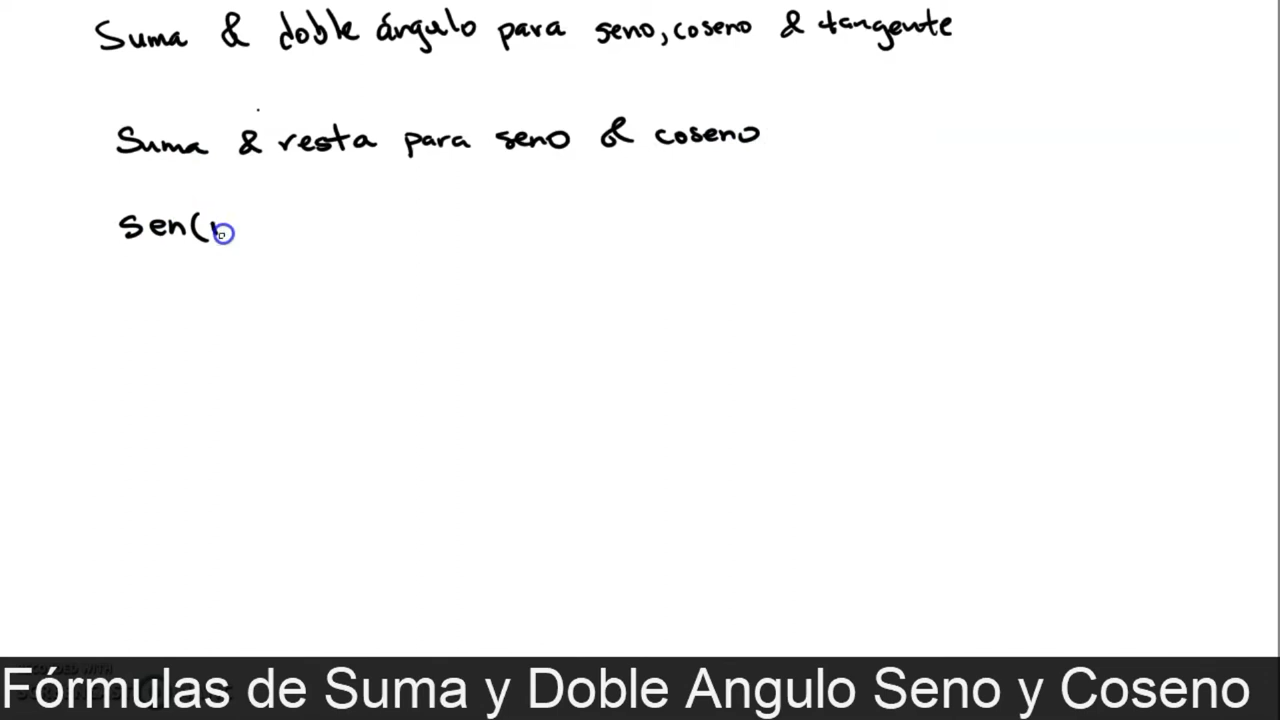 Suma & doble ángulo para seno, coseno & tangente
Suma & resta para seno & coseno
sen(
Fórmulas de Suma y Doble Angulo Seno y Coseno